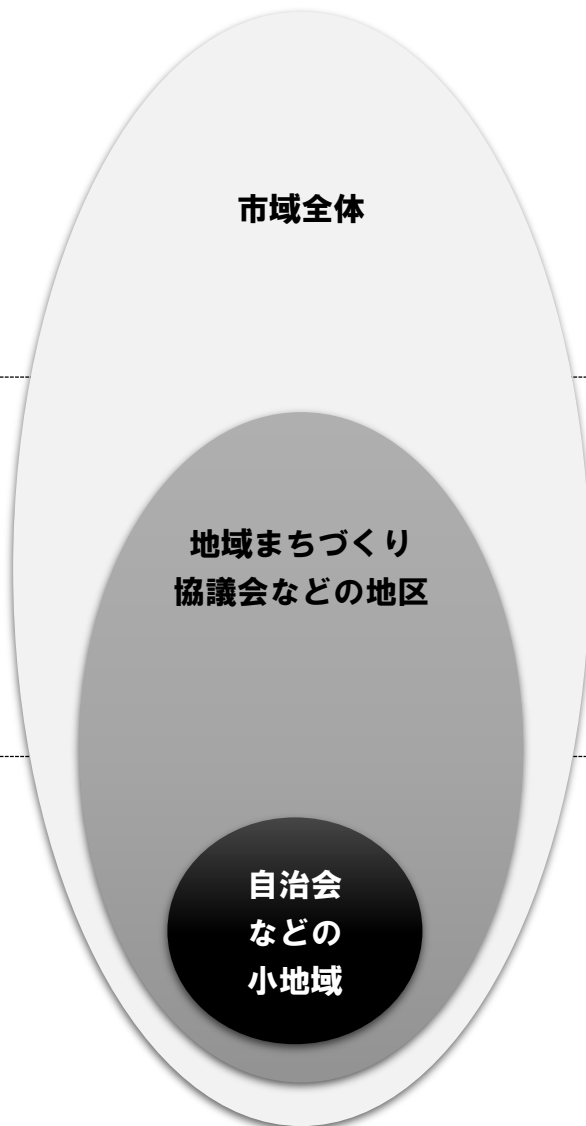 市域全体
地域まちづくり
協議会などの地区
自治会
などの
小地域